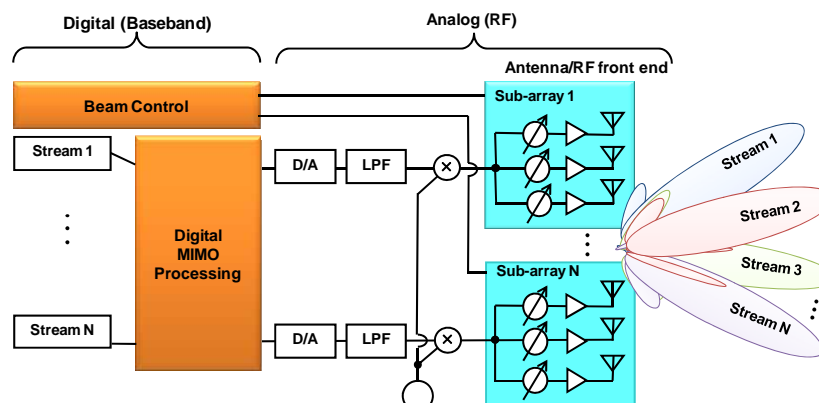 Digital (Baseband)
Analog (RF)
Antenna/RF front end
Beam Control
Sub-array 1
Stream 1
D/A
LPF
×
Digital
MIMO
Processing
Stream 1
Stream 2
Stream 3
Stream N
Sub-array N
Stream N
D/A
LPF
×